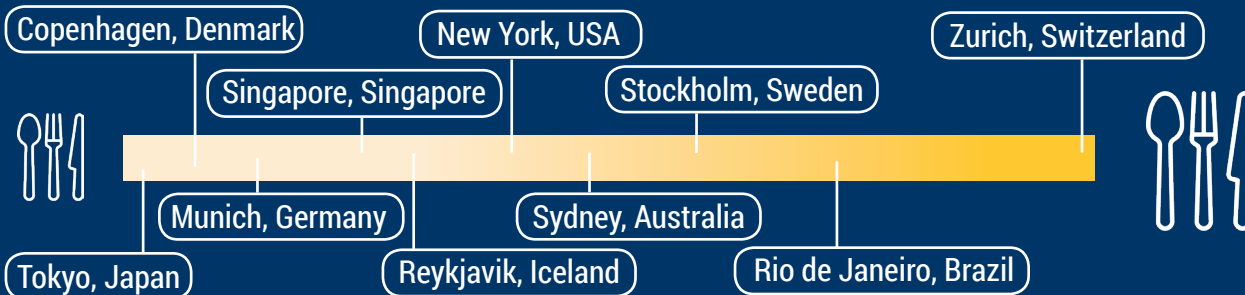 Copenhagen, Denmark
New York, USA
Zurich, Switzerland
Singapore, Singapore
Stockholm, Sweden
Munich, Germany
Sydney, Australia
Tokyo, Japan
Reykjavik, Iceland
Rio de Janeiro, Brazil